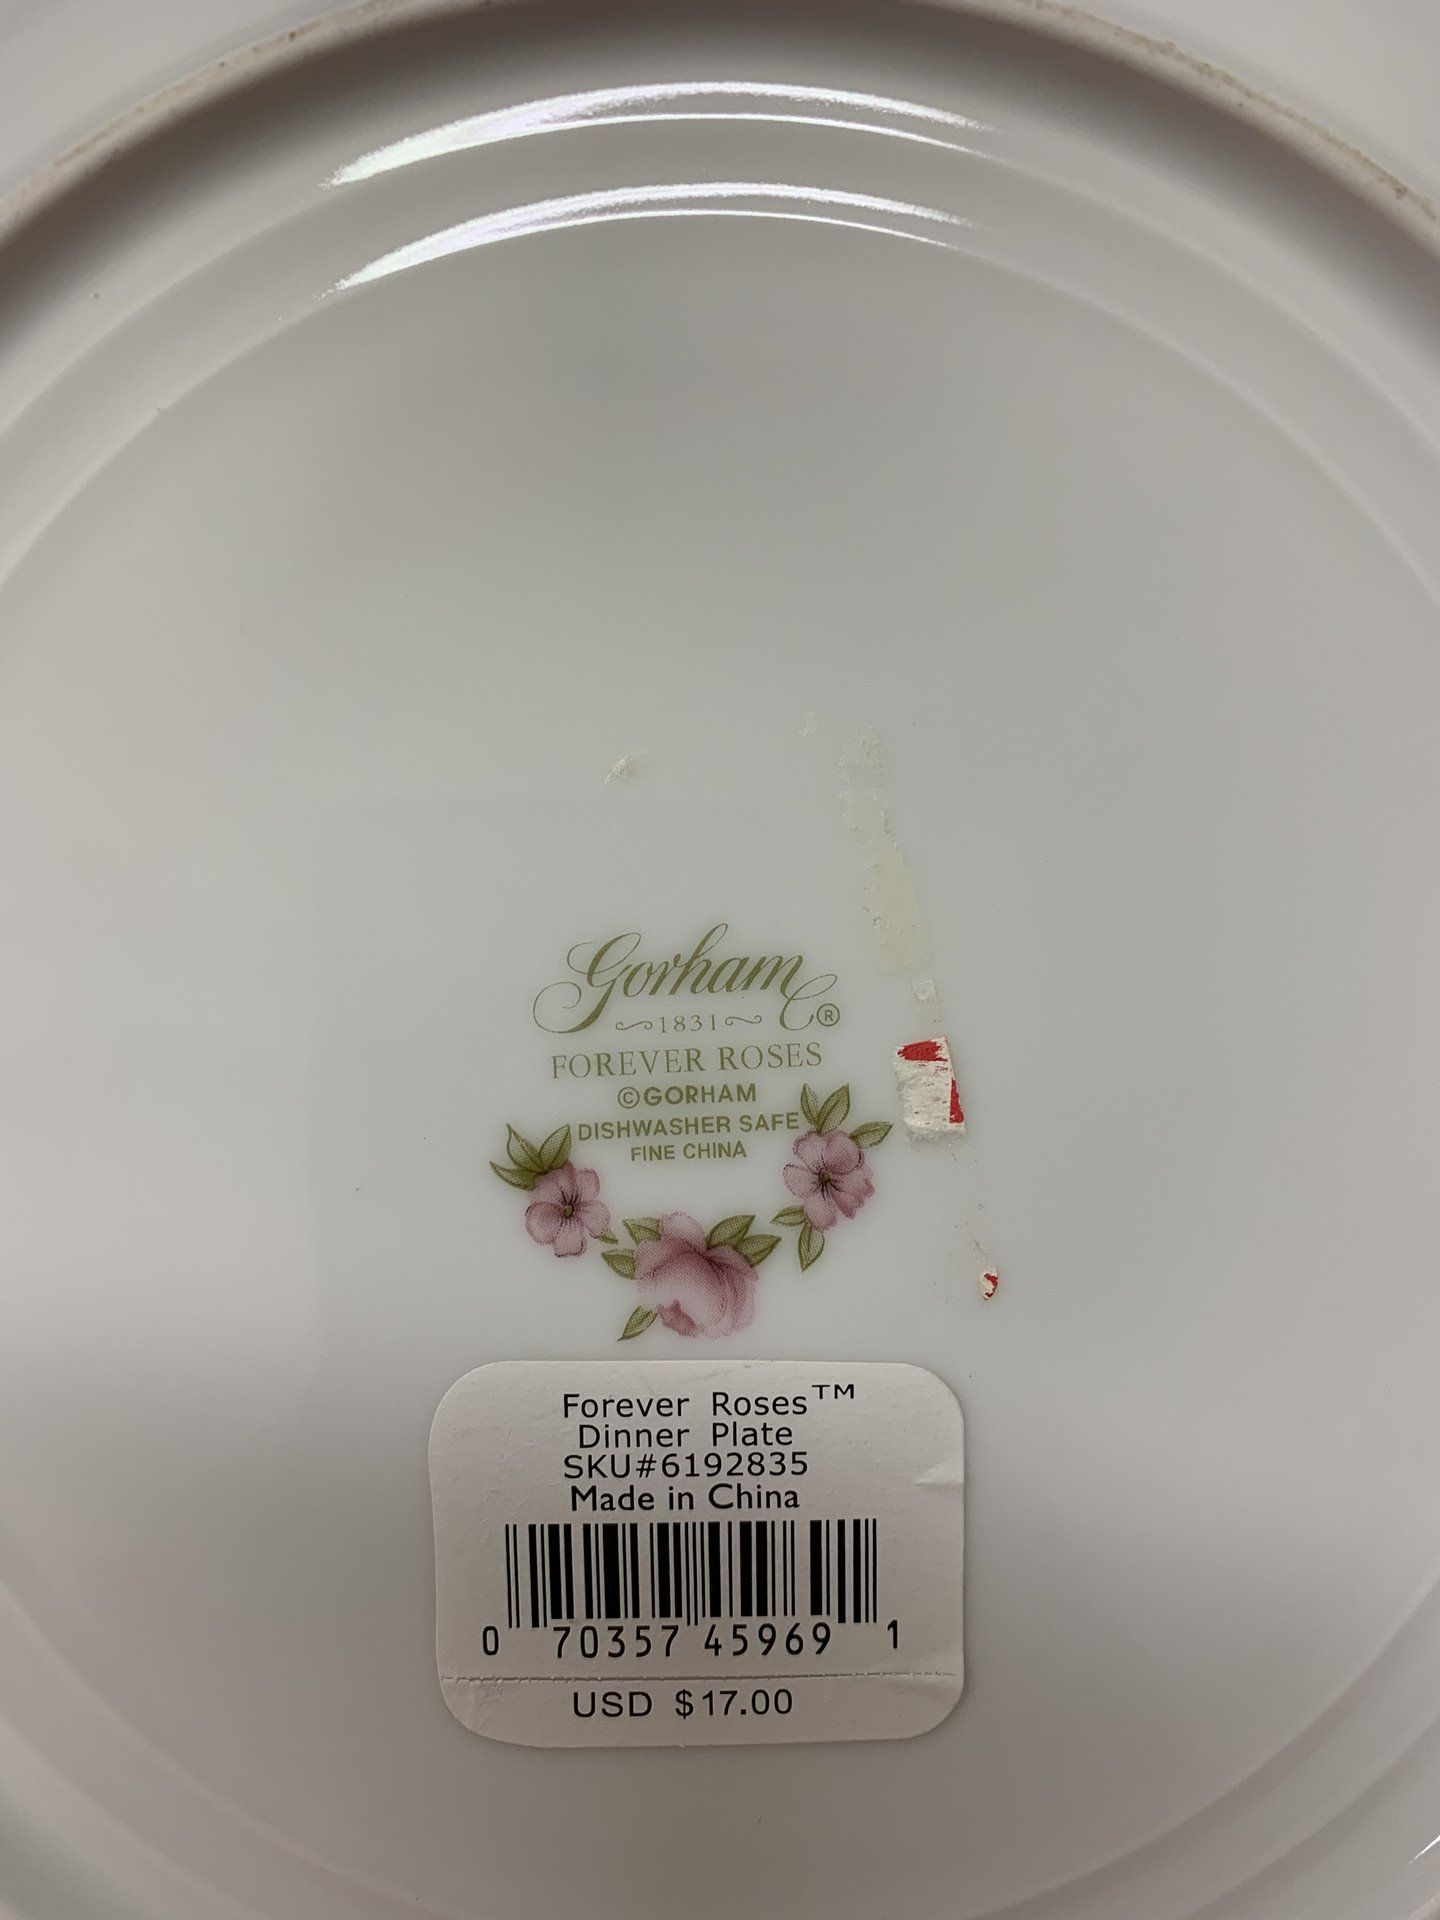 Gorham
1831 ®
FOREVER ROSES
©GORHAM
DISHWASHER SAFE
FINE CHINA
Forever Roses™
Dinner Plate
SKU#6192835
Made in China
0 70357 45969 1
USD $17.00